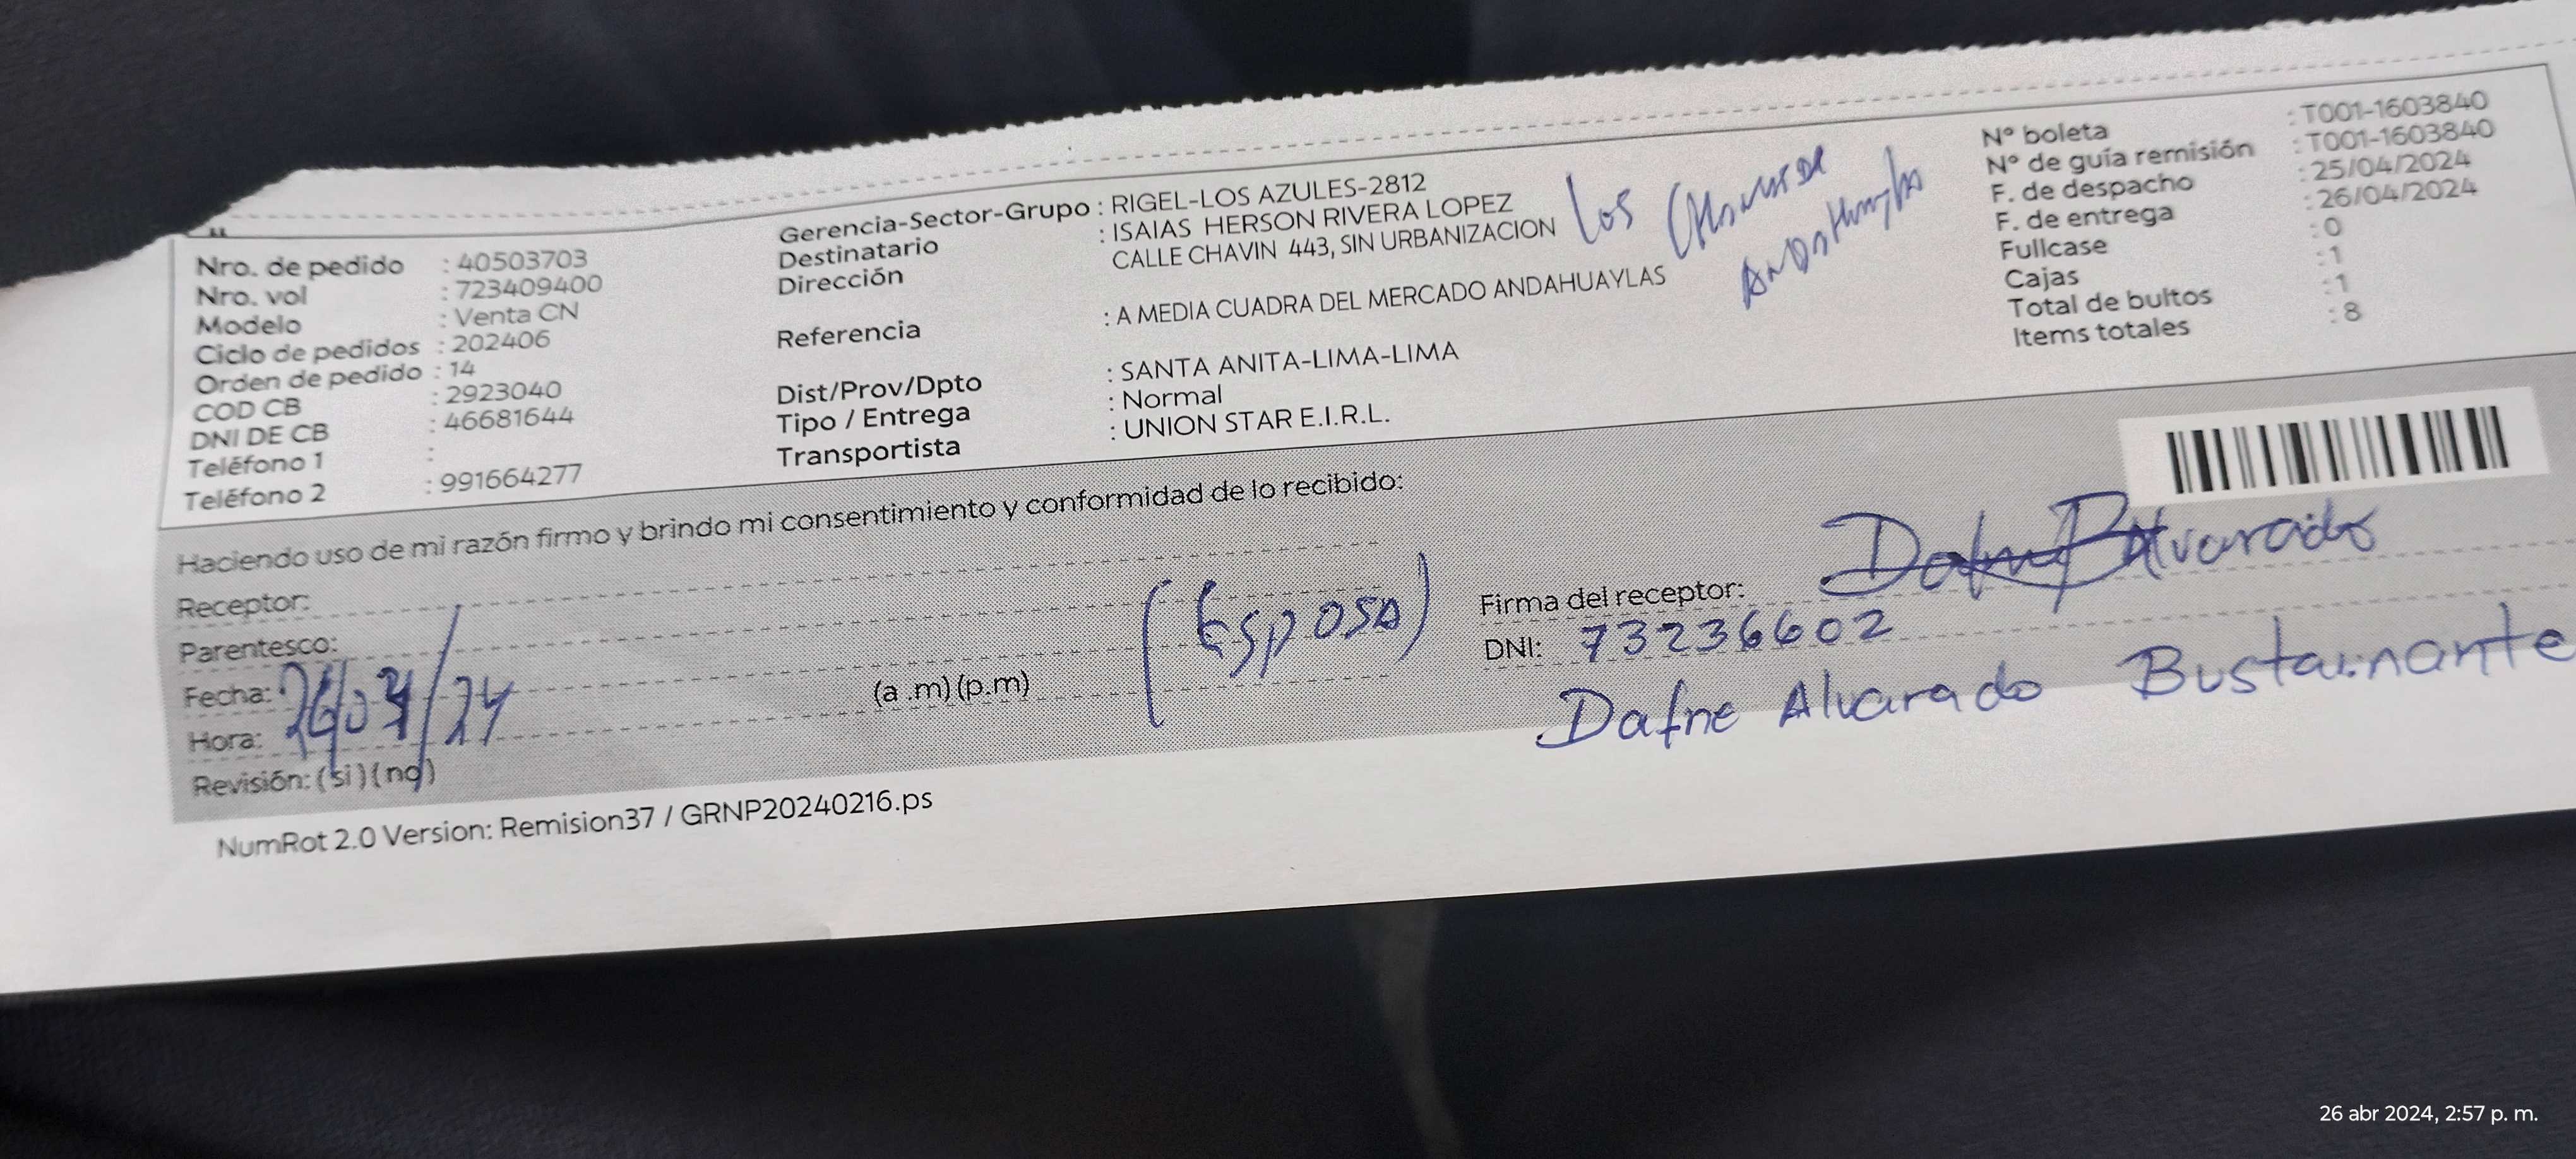 Nro. de pedido : 40503703
Nro. vol : 723409400
Modelo : Venta CN
Ciclo de pedidos : 202406
Orden de pedido : 14
COD CB : 2923040
DNI DE CB : 46681644
Teléfono 1 :
Teléfono 2 : 991664277
Gerencia-Sector-Grupo : RIGEL-LOS AZULES-2812
Destinatario : ISAIAS HERSON RIVERA LOPEZ
Dirección CALLE CHAVIN 443, SIN URBANIZACION
Referencia : A MEDIA CUADRA DEL MERCADO ANDAHUAYLAS
Dist/Prov/Dpto : SANTA ANITA-LIMA-LIMA
Tipo / Entrega : Normal
Transportista : UNION STAR E.I.R.L.
Los
N° boleta : T001-1603840
N° de guía remisión : T001-1603840
F. de despacho : 25/04/2024
F. de entrega : 26/04/2024
Fullcase : 0
Cajas : 1
Total de bultos : 1
Items totales : 8
Haciendo uso de mi razón firmo y brindo mi consentimiento y conformidad de lo recibido:
Receptor:
Parentesco:
Fecha: 26/04/24
Hora: (a .m) (p.m)
Revisión: (si) (no)
(Esposa)
Firma del receptor: Alvarado
DNI: 73236602
Dafne Alvarado Bustamante
NumRot 2.0 Version: Remision37 / GRNP20240216.ps
26 abr 2024, 2:57 p. m.